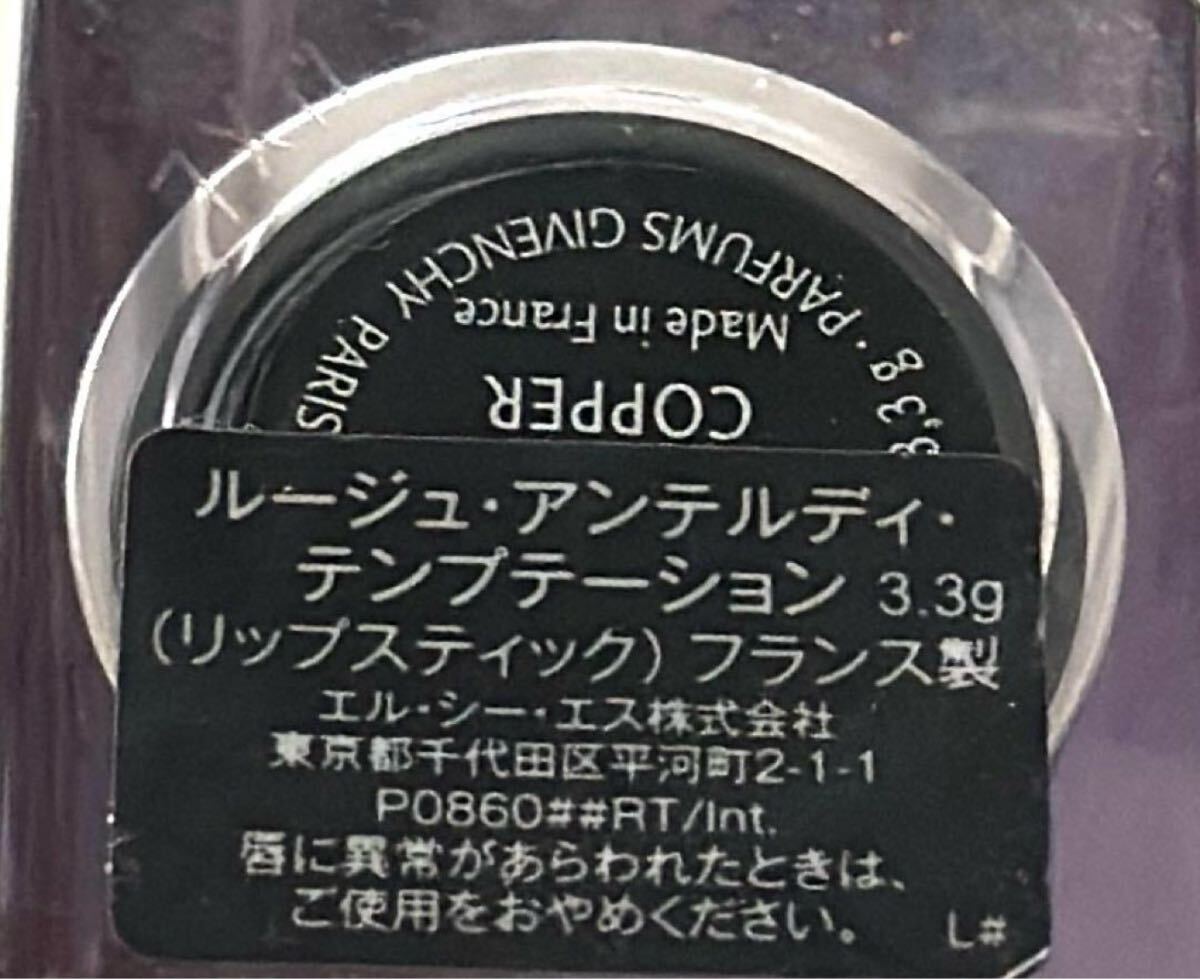 3,3 g · PARFUMS GIVENCHY PARIS
Made in France
COPPER
ルージュ・アンテルディ・
テンプテーション 3.3g
(リップスティック) フランス製
エル・シー・エス株式会社
東京都千代田区平河町2-1-1
P0860##RT/Int.
唇に異常があらわれたときは、
ご使用をおやめください。 L#